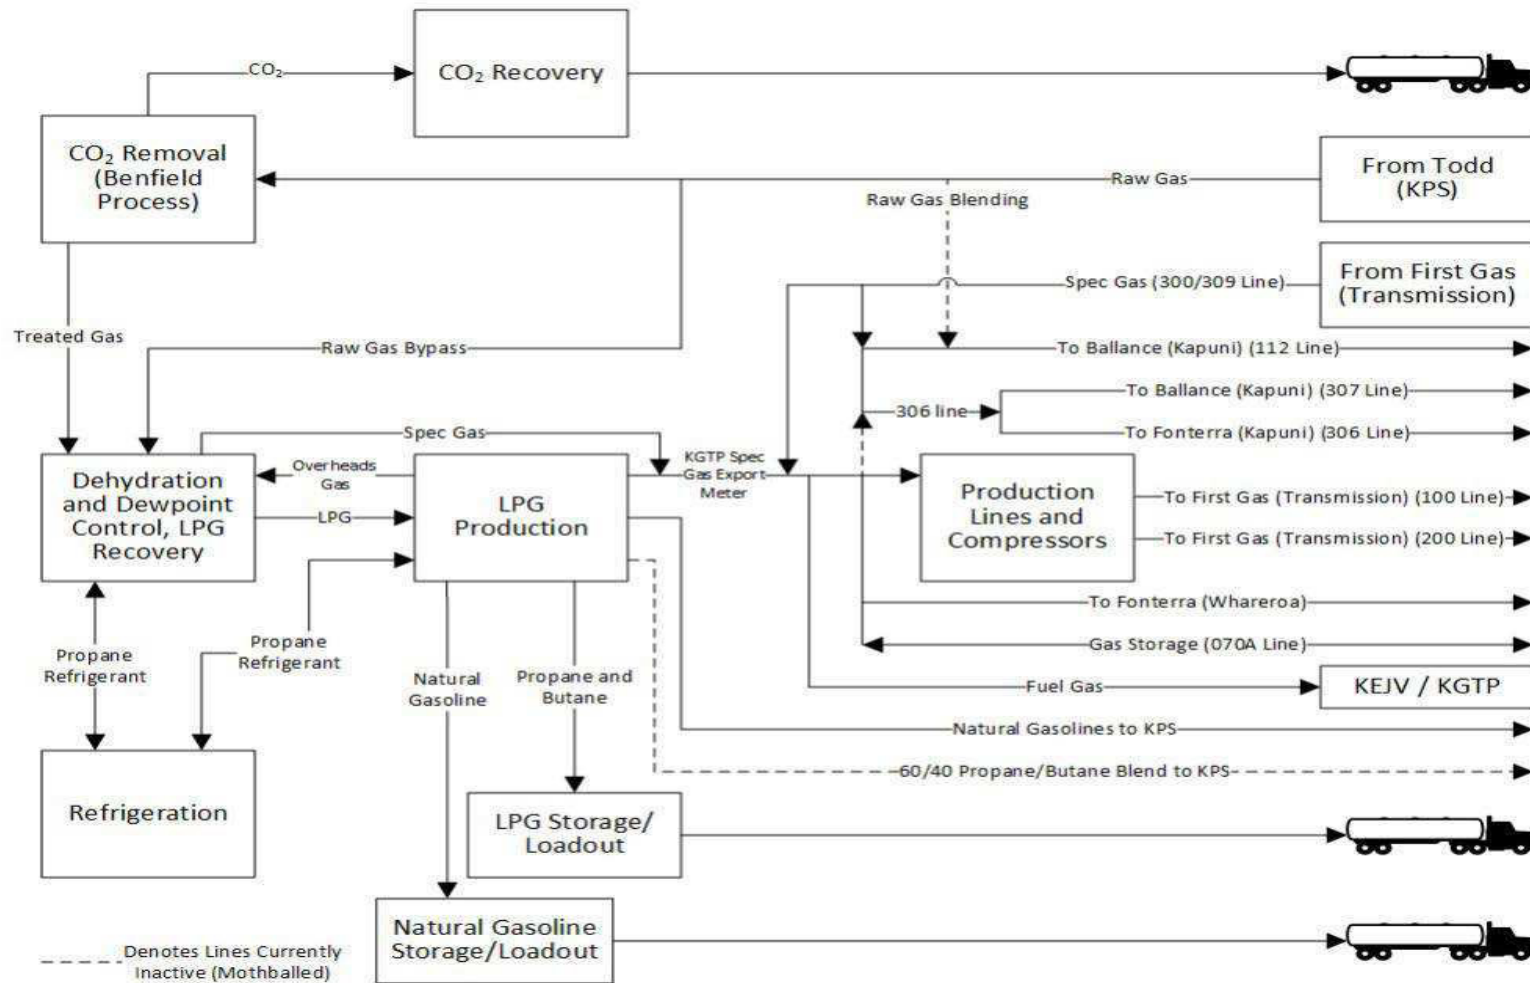 CO₂
CO₂ Recovery
CO₂ Removal
(Benfield
Process)
Raw Gas
From Todd
(KPS)
Raw Gas Blending
Spec Gas (300/309 Line)
From First Gas
(Transmission)
Treated Gas
Raw Gas Bypass
To Ballance (Kapuni) (112 Line)
To Ballance (Kapuni) (307 Line)
306 line
To Fonterra (Kapuni) (306 Line)
Spec Gas
Overheads
Gas
LPG
KGTP Spec
Gas Export
Meter
Dehydration
and Dewpoint
Control, LPG
Recovery
LPG
Production
Production
Lines and
Compressors
To First Gas (Transmission) (100 Line)
To First Gas (Transmission) (200 Line)
To Fonterra (Whareroa)
Gas Storage (070A Line)
Propane
Refrigerant
Propane
Refrigerant
Natural
Gasoline
Propane and
Butane
Fuel Gas
KEJV / KGTP
Natural Gasolines to KPS
60/40 Propane/Butane Blend to KPS
Refrigeration
LPG Storage/
Loadout
Natural Gasoline
Storage/Loadout
Denotes Lines Currently
Inactive (Mothballed)